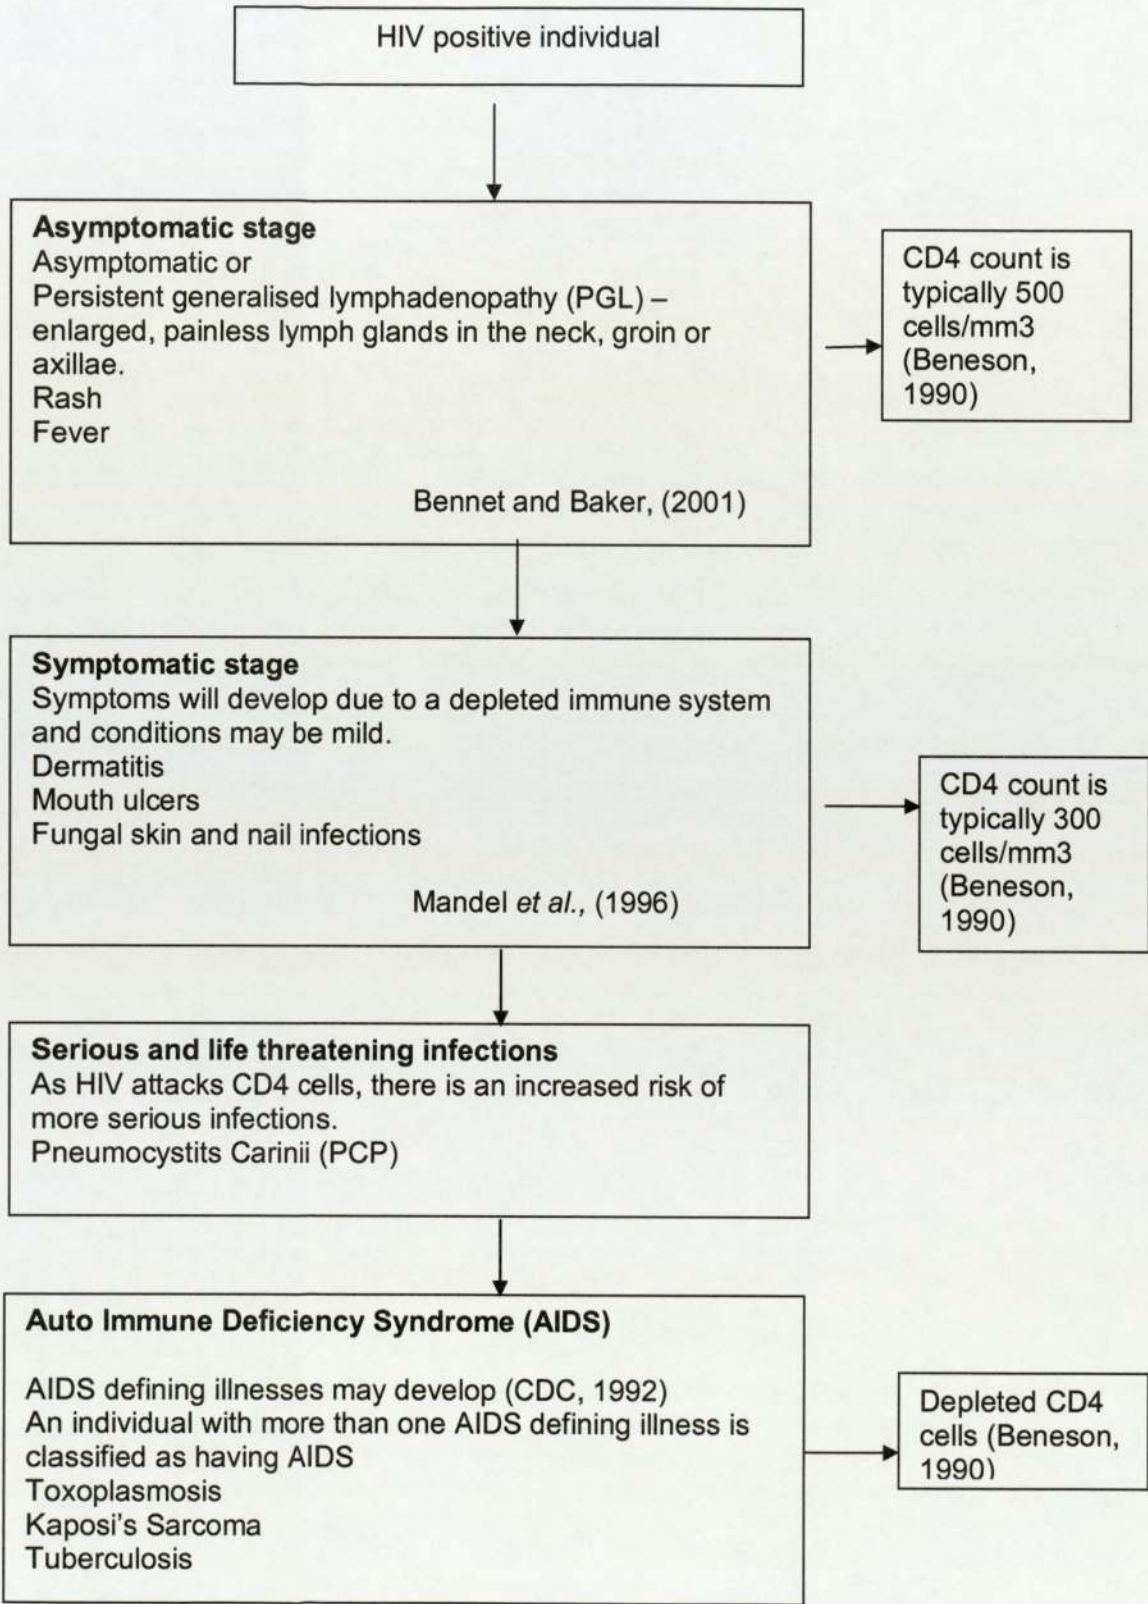 HIV positive individual
Asymptomatic stage
Asymptomatic or
Persistent generalised lymphadenopathy (PGL) –
enlarged, painless lymph glands in the neck, groin or
axillae.
Rash
Fever
Bennet and Baker, (2001)
CD4 count is
typically 500
cells/mm3
(Beneson,
1990)
Symptomatic stage
Symptoms will develop due to a depleted immune system
and conditions may be mild.
Dermatitis
Mouth ulcers
Fungal skin and nail infections
Mandel et al., (1996)
CD4 count is
typically 300
cells/mm3
(Beneson,
1990)
Serious and life threatening infections
As HIV attacks CD4 cells, there is an increased risk of
more serious infections.
Pneumocystits Carinii (PCP)
Auto Immune Deficiency Syndrome (AIDS)
AIDS defining illnesses may develop (CDC, 1992)
An individual with more than one AIDS defining illness is
classified as having AIDS
Toxoplasmosis
Kaposi's Sarcoma
Tuberculosis
Depleted CD4
cells (Beneson,
1990)